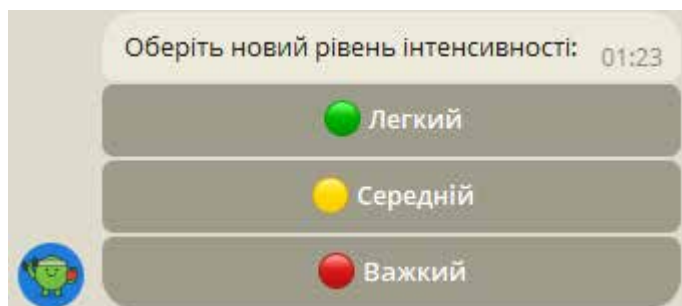 Оберіть новий рівень інтенсивності:
01:23
🟢 Легкий
🟡 Середній
🔴 Важкий